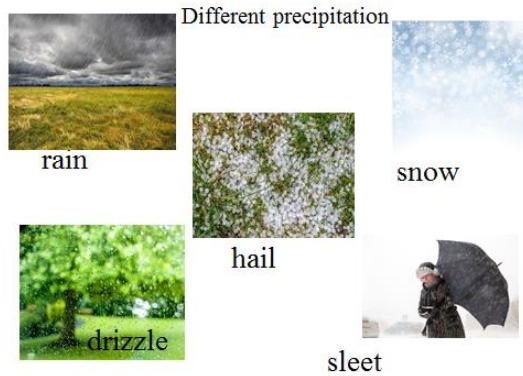 Different precipitation
rain
snow
hail
drizzle
sleet